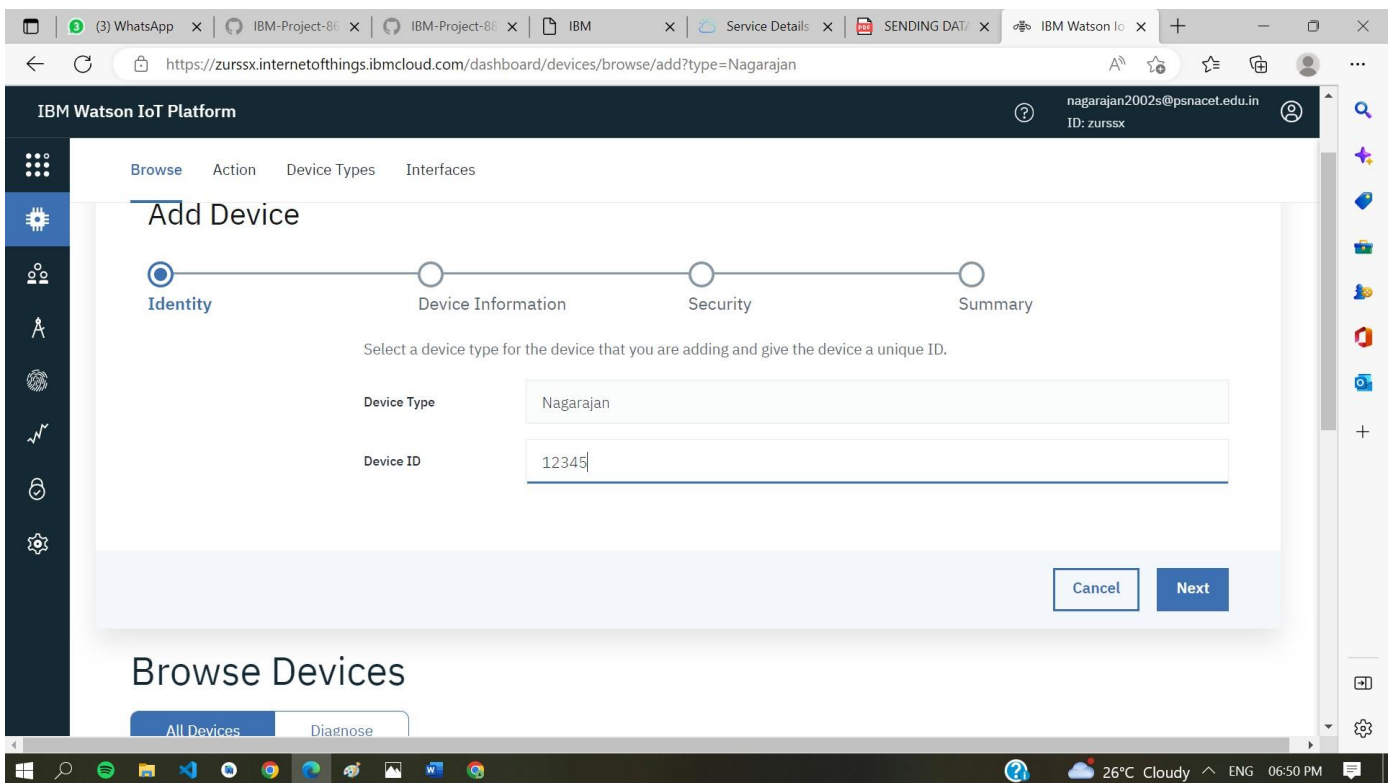 (3) WhatsApp
IBM-Project-86
IBM-Project-88
IBM
Service Details
SENDING DATA
IBM Watson Io
https://zurssx.internetofthings.ibmcloud.com/dashboard/devices/browse/add?type=Nagarajan
IBM Watson IoT Platform
nagarajan2002s@psnacet.edu.in
ID: zurssx
Browse Action Device Types Interfaces
Add Device
Identity Device Information Security Summary
Select a device type for the device that you are adding and give the device a unique ID.
Device Type Nagarajan
Device ID 12345
Cancel Next
Browse Devices
All Devices Diagnose
26°C Cloudy ENG 06:50 PM